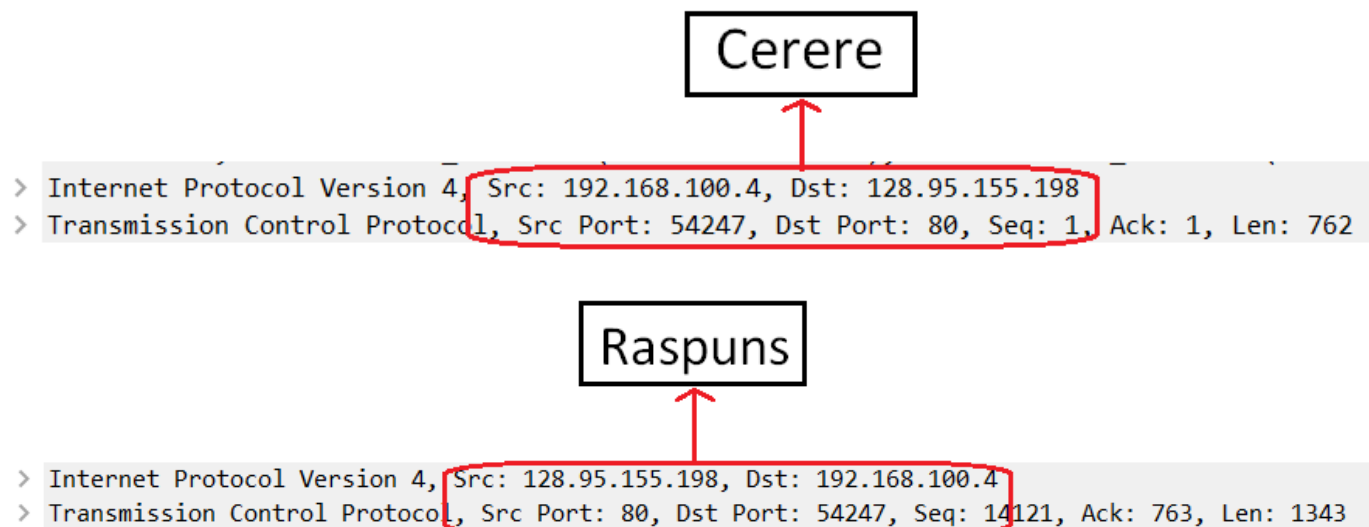 Cerere
> Internet Protocol Version 4, Src: 192.168.100.4, Dst: 128.95.155.198
> Transmission Control Protocol, Src Port: 54247, Dst Port: 80, Seq: 1, Ack: 1, Len: 762
Raspuns
> Internet Protocol Version 4, Src: 128.95.155.198, Dst: 192.168.100.4
> Transmission Control Protocol, Src Port: 80, Dst Port: 54247, Seq: 14121, Ack: 763, Len: 1343